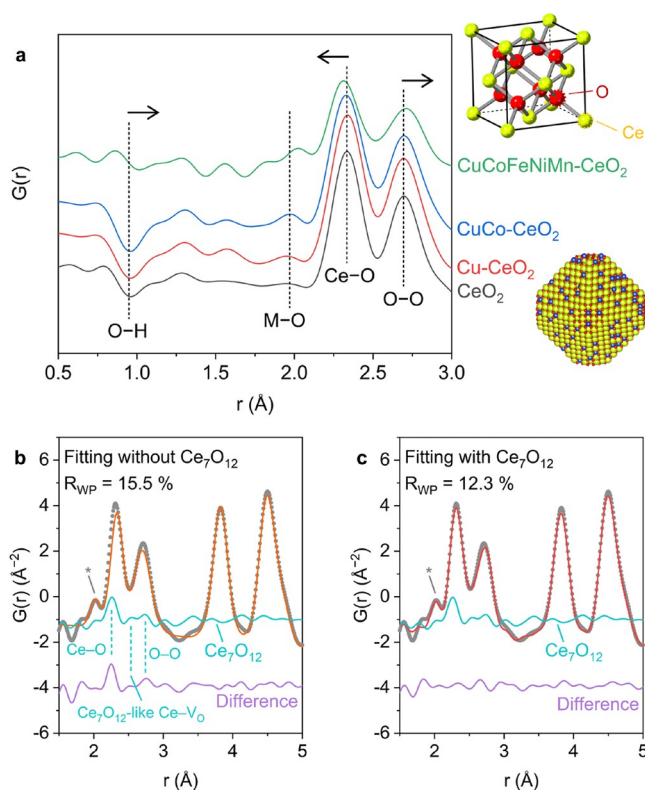 a
G(r)
O
Ce
CuCoFeNiMn-CeO₂
CuCo-CeO₂
Cu-CeO₂
CeO₂
Ce−O
O−O
M−O
O−H
0.5 1.0 1.5 2.0 2.5 3.0
r (Å)
b
Fitting without Ce₇O₁₂
R_WP = 15.5 %
*
Ce−O
O−O
Ce₇O₁₂
Ce₇O₁₂-like Ce−V_O
Difference
6
4
2
0
-2
-4
-6
G(r) (Å⁻²)
2 3 4 5
r (Å)
c
Fitting with Ce₇O₁₂
R_WP = 12.3 %
*
Ce₇O₁₂
Difference
6
4
2
0
-2
-4
-6
G(r) (Å⁻²)
2 3 4 5
r (Å)